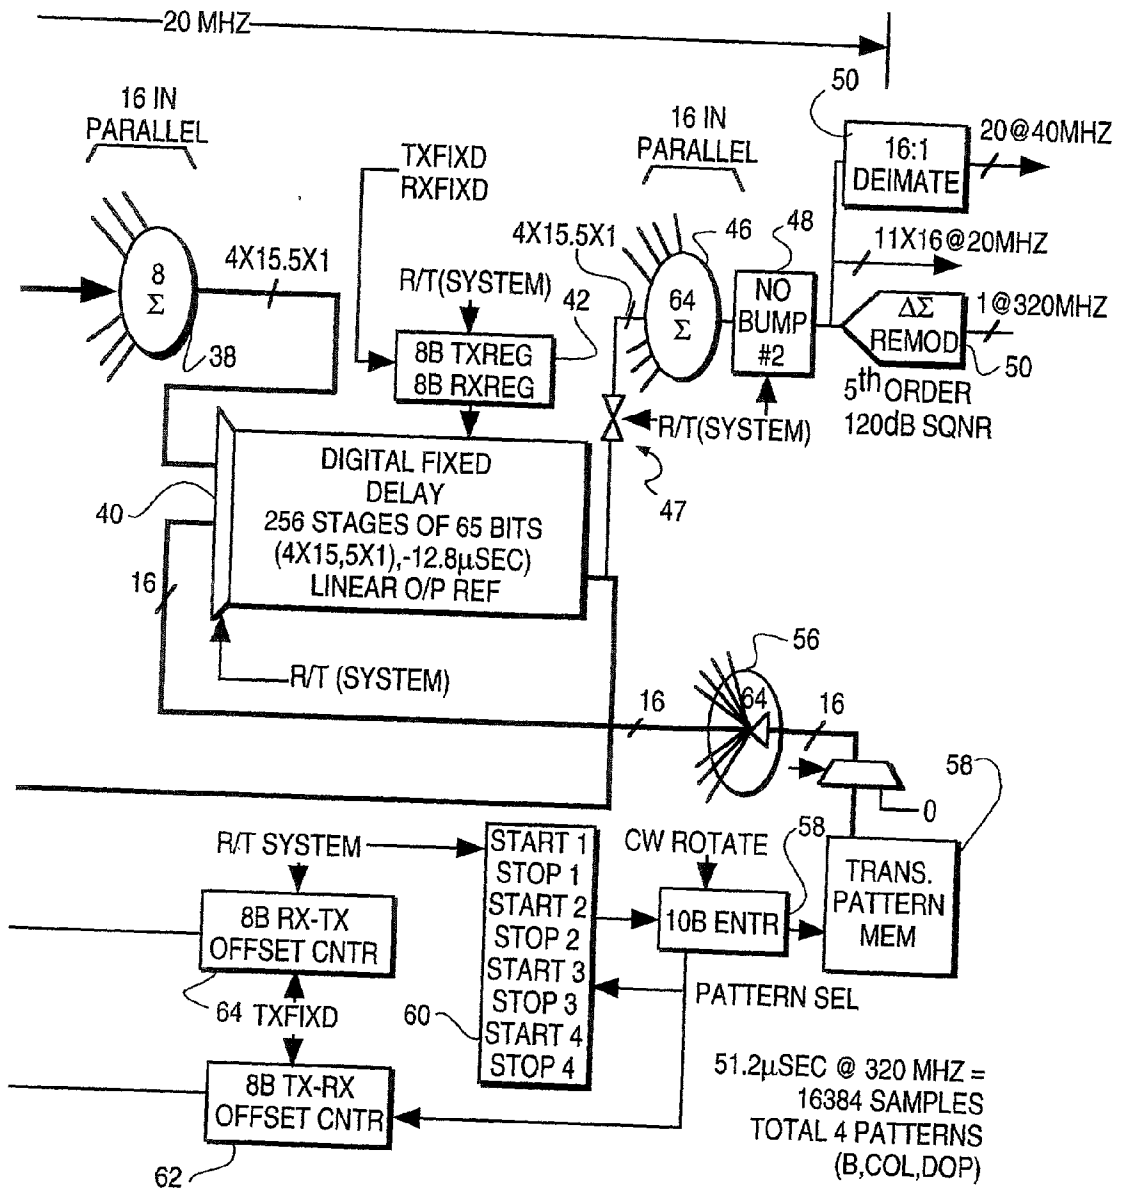 20 MHZ
16 IN
PARALLEL
TXFIXD
RXFIXD
16 IN
PARALLEL
50
16:1
DEIMATE
20@40MHZ
8
Σ
38
4X15.5X1
R/T(SYSTEM)
42
8B TXREG
8B RXREG
4X15.5X1
46
64
Σ
48
NO
BUMP
#2
11X16@20MHZ
ΔΣ
REMOD
1@320MHZ
50
5th ORDER
120dB SQNR
R/T(SYSTEM)
47
40
DIGITAL FIXED
DELAY
256 STAGES OF 65 BITS
(4X15,5X1),-12.8μSEC)
LINEAR O/P REF
16
R/T (SYSTEM)
16
56
64
16
58
0
R/T SYSTEM
8B RX-TX
OFFSET CNTR
64
TXFIXD
8B TX-RX
OFFSET CNTR
62
START 1
STOP 1
START 2
STOP 2
START 3
STOP 3
START 4
STOP 4
60
CW ROTATE
58
10B ENTR
TRANS.
PATTERN
MEM
PATTERN SEL
51.2μSEC @ 320 MHZ =
16384 SAMPLES
TOTAL 4 PATTERNS
(B,COL,DOP)